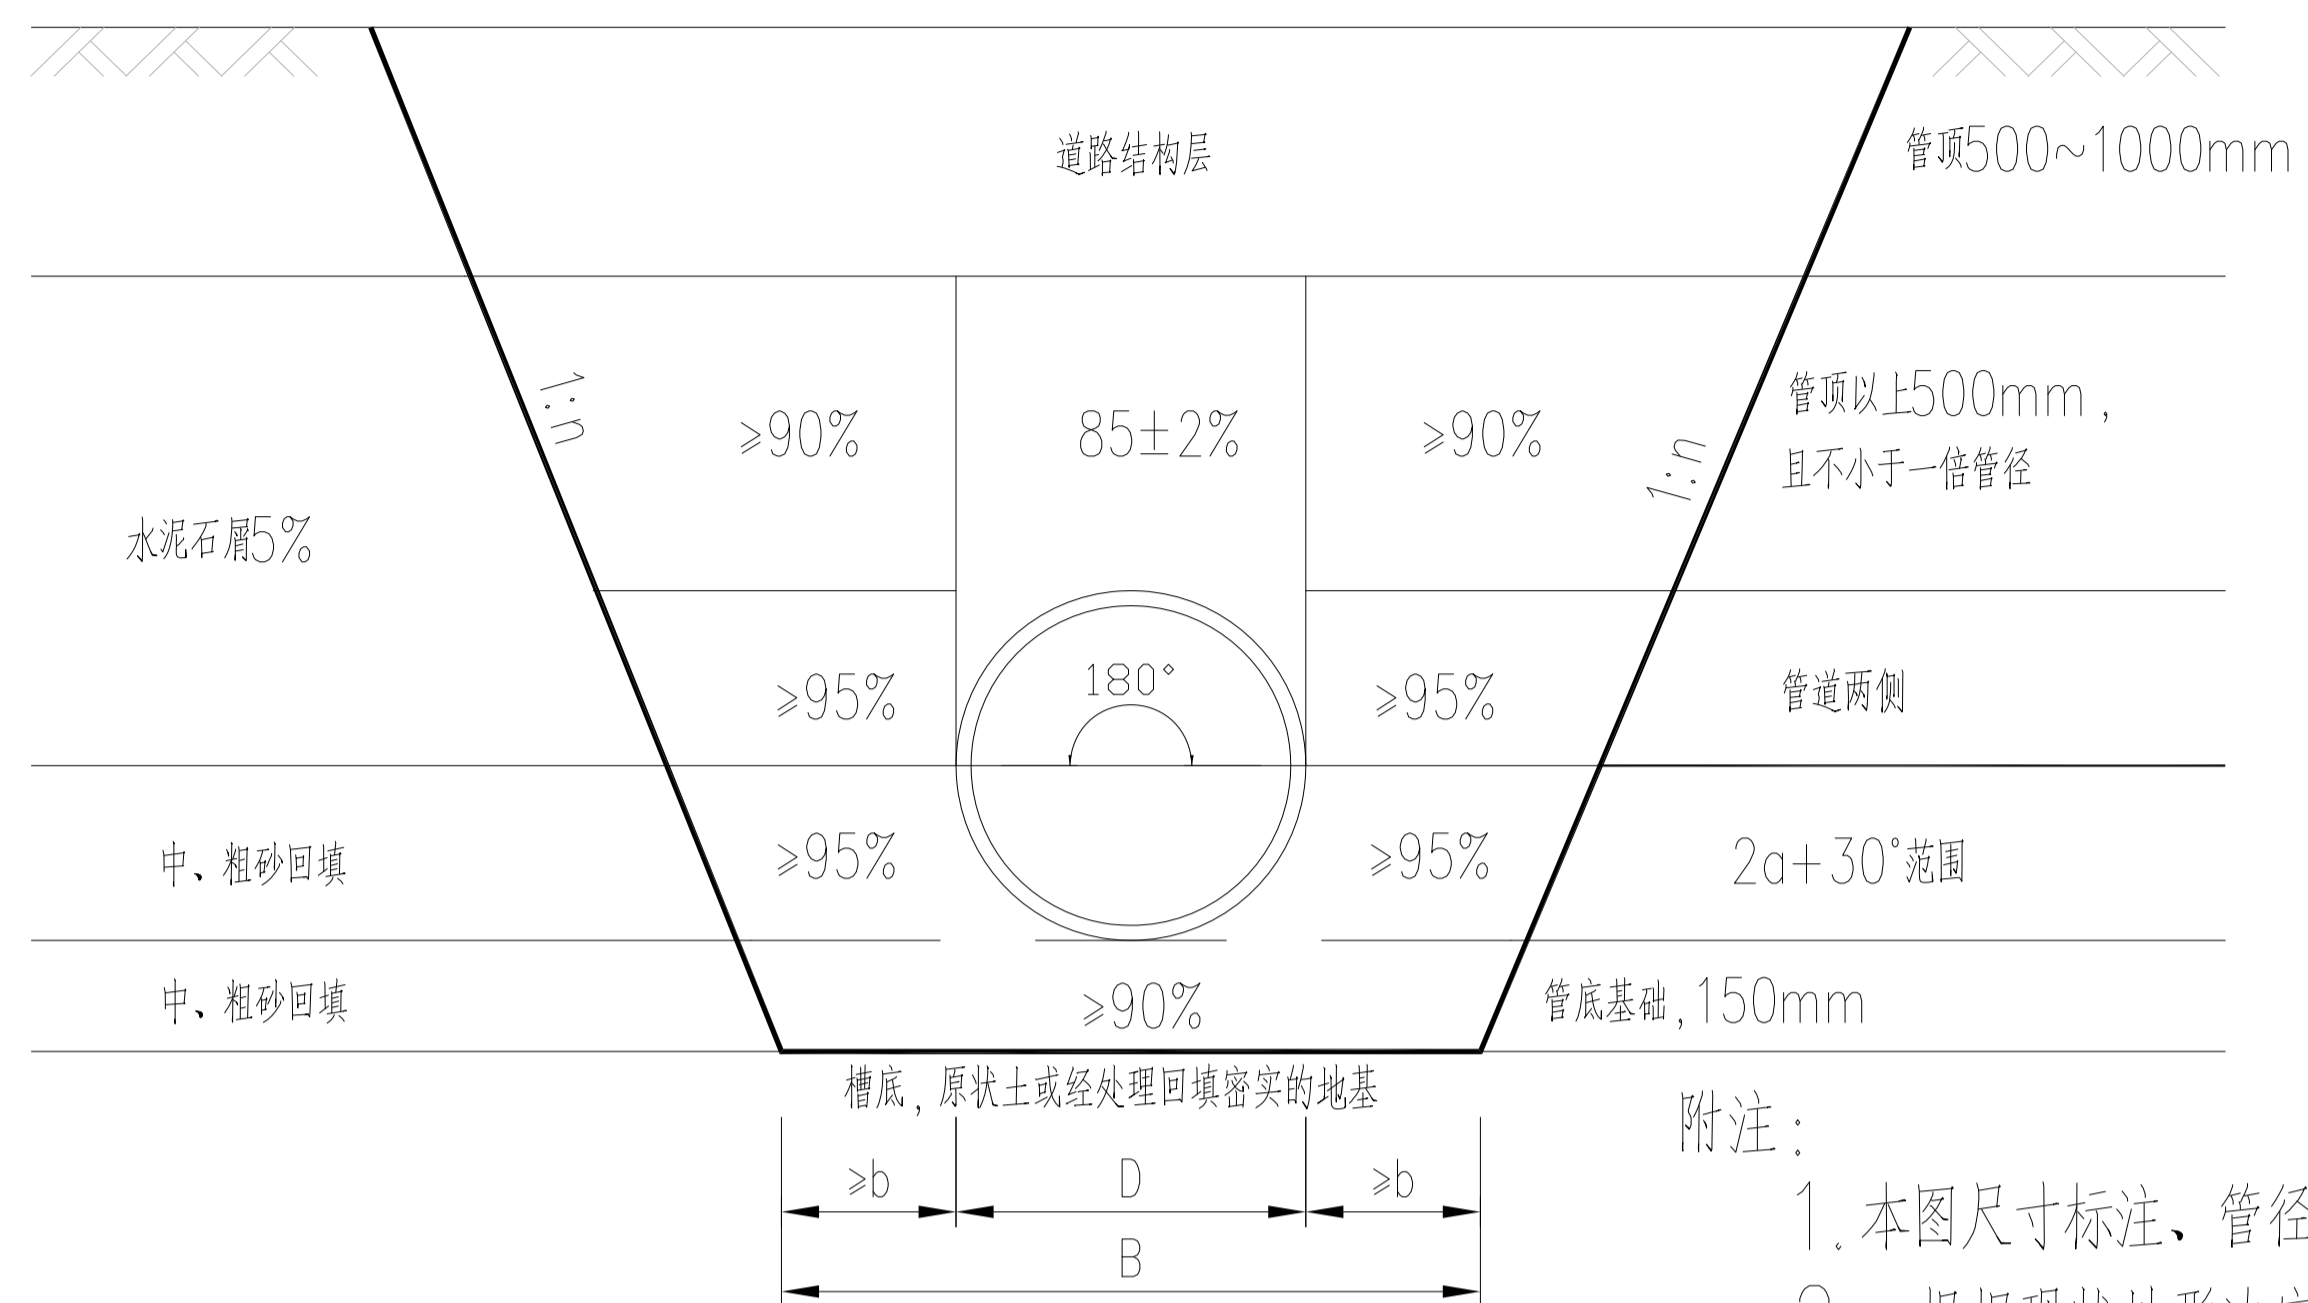 道路结构层
管顶500~1000mm
1:n
≥90%
85±2%
≥90%
1:n
管顶以上500mm，
且不小于一倍管径
水泥石屑5%
≥95%
180°
≥95%
管道两侧
中、粗砂回填
≥95%
≥95%
2a+30°范围
中、粗砂回填
≥90%
管底基础,150mm
槽底，原状土或经处理回填密实的地基
≥b
D
≥b
B
附注：
1.本图尺寸标注、管径